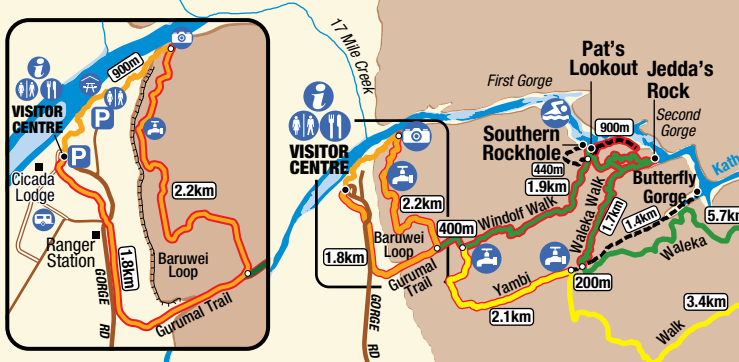 900m
VISITOR
CENTRE
i
P
P
Cicada
Lodge
2.2km
Ranger
Station
1.8km
Baruwei
Loop
GORGE
RD
Gurumal Trail
17 Mile Creek
i
VISITOR
CENTRE
First Gorge
Pat's
Lookout
Jedda's
Rock
Second
Gorge
Southern
Rockhole
900m
440m
1.9km
Butterfly
Gorge
Kath
2.2km
Windolf Walk
Waleka Walk
1.7km
1.4km
5.7k
400m
Baruwei
Loop
1.8km
Gurumal
Trail
Waleka
Yambi
200m
2.1km
3.4km
Walk
GORGE RD